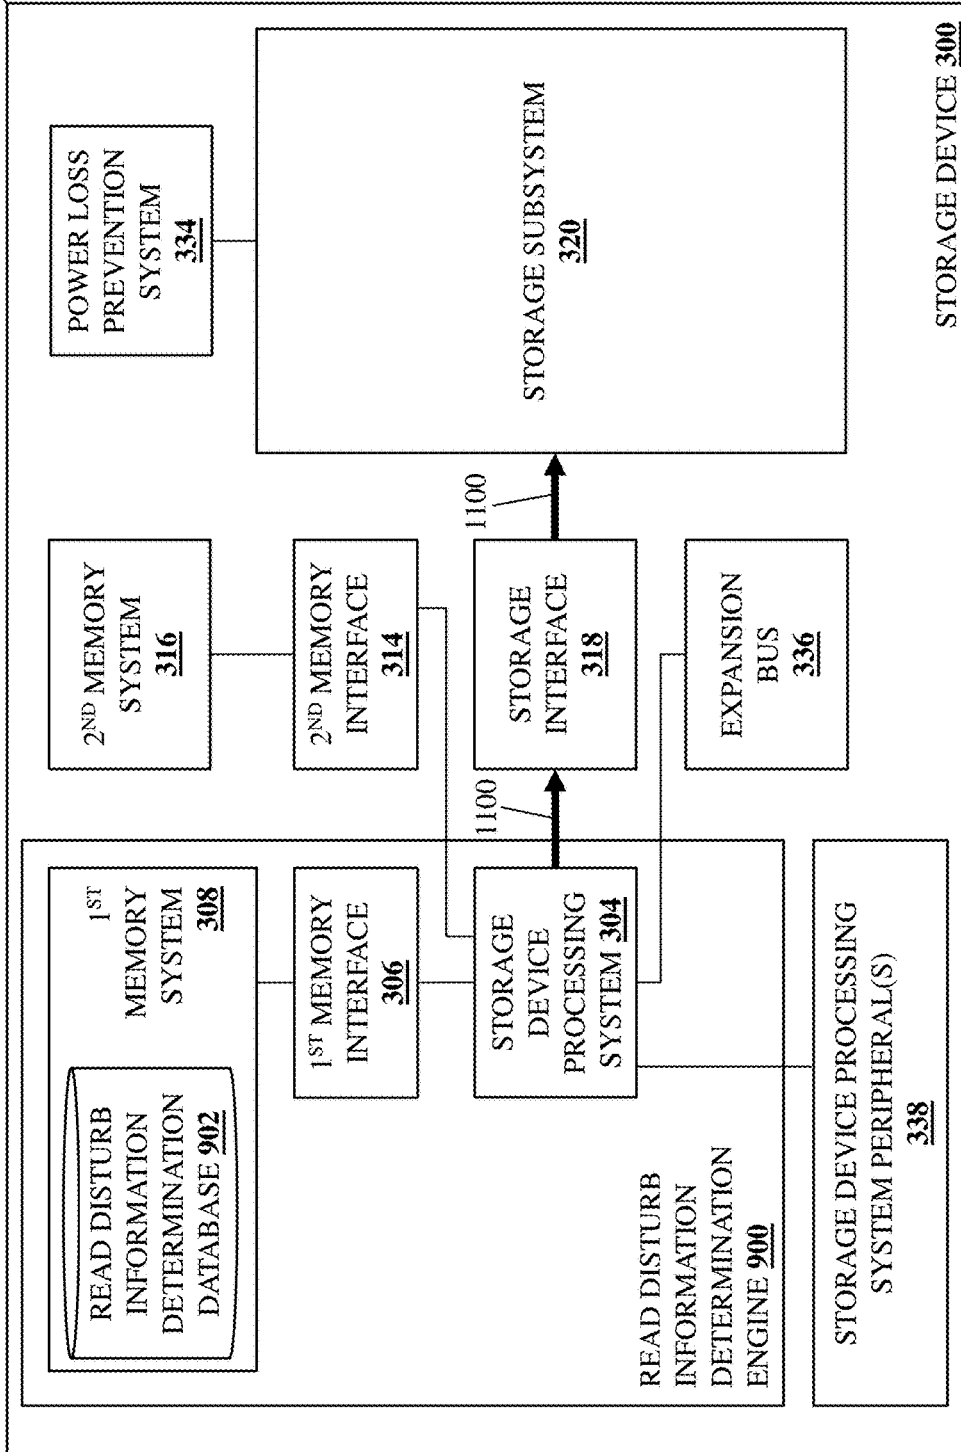 READ DISTURB
INFORMATION
DETERMINATION
DATABASE 902
1ST
MEMORY
SYSTEM
308
1ST MEMORY
INTERFACE
306
STORAGE
DEVICE
PROCESSING
SYSTEM 304
READ DISTURB
INFORMATION
DETERMINATION
ENGINE 900
STORAGE DEVICE PROCESSING
SYSTEM PERIPHERAL(S)
338
2ND MEMORY
SYSTEM
316
2ND MEMORY
INTERFACE
314
1100
STORAGE
INTERFACE
318
1100
EXPANSION
BUS
336
POWER LOSS
PREVENTION
SYSTEM
334
STORAGE SUBSYSTEM
320
STORAGE DEVICE 300